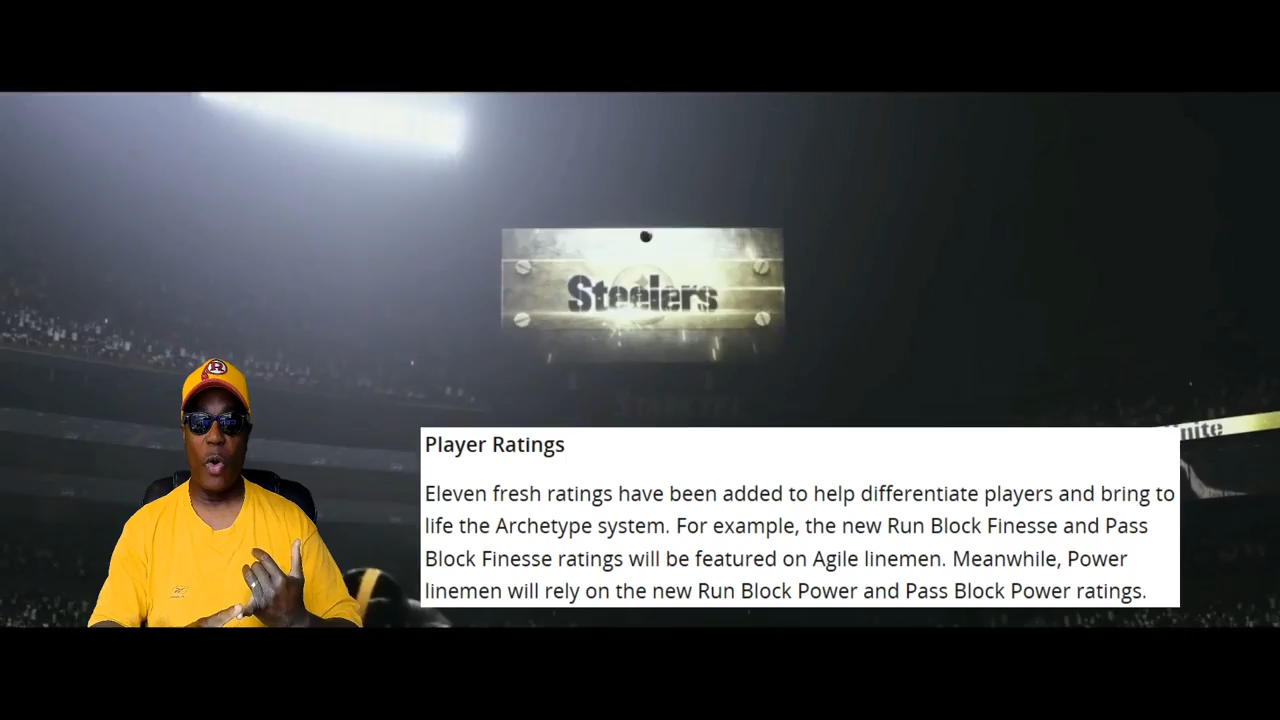 Steelers
Player Ratings
Eleven fresh ratings have been added to help differentiate players and bring to
life the Archetype system. For example, the new Run Block Finesse and Pass
Block Finesse ratings will be featured on Agile linemen. Meanwhile, Power
linemen will rely on the new Run Block Power and Pass Block Power ratings.
R